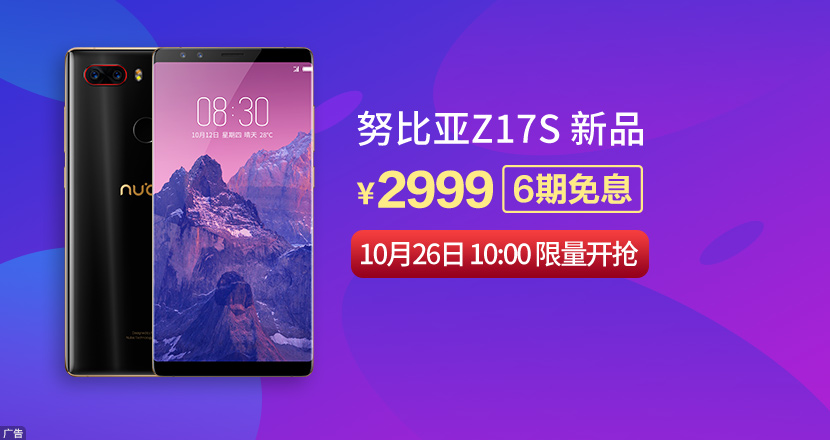 08:30
10月12日 星期四 晴天 28°C
努比亚Z17S 新品
¥2999 6期免息
10月26日 10:00 限量开抢
广告